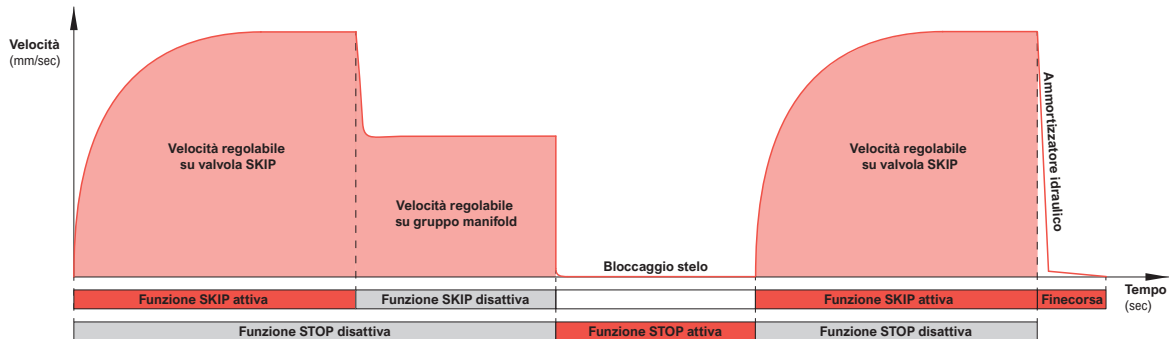 Velocità
(mm/sec)
Velocità regolabile
su valvola SKIP
Velocità regolabile
su gruppo manifold
Bloccaggio stelo
Velocità regolabile
su valvola SKIP
Ammortizzatore idraulico
Funzione SKIP attiva
Funzione SKIP disattiva
Funzione SKIP attiva
Finecorsa
Tempo
(sec)
Funzione STOP disattiva
Funzione STOP attiva
Funzione STOP disattiva